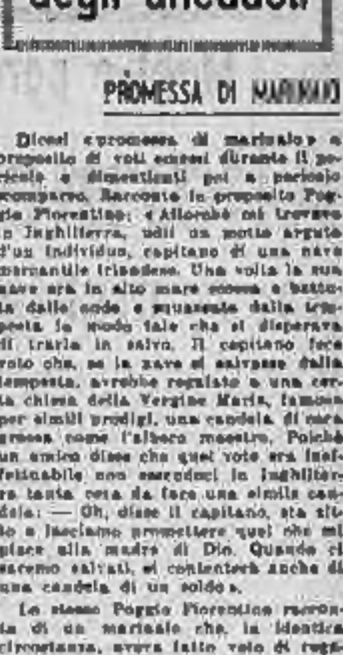 degli aneddoti
PROMESSA DI MARINAIO
Dicesi «promessa di marinaio» a
proposito di voti emessi durante il pe-
ricolo e dimenticati poi a pericolo
scomparso. Racconta in proposito Pog-
gio Fiorentino: «Allorché mi trovavo
in Inghilterra, udii un motto arguto
d'un individuo, capitano di una nave
mercantile irlandese. Una volta la sua
nave era in alto mare scossa e battu-
ta dalle onde e squassata dalla tem-
pesta in modo tale che si disperava
di trarla in salvo. Il capitano fece
voto che, se la nave si salvasse dalla
tempesta, avrebbe regalato a una cer-
ta chiesa della Vergine Maria, famosa
per simili prodigi, una candela di cera
grossa come l'albero maestro. Poiché
un amico disse che quel voto era inef-
fettuabile non essendoci in Inghilter-
ra tanta cera da fare una simile can-
dela: — Oh, disse il capitano, sta zit-
to e lasciamo promettere quel che mi
piace alla madre di Dio. Quando ci
saremo salvati, si contenterà anche di
una candela di un soldo».
Lo stesso Poggio Fiorentino raccon-
ta di un marinaio che, in identica
circostanza, aveva fatto voto di